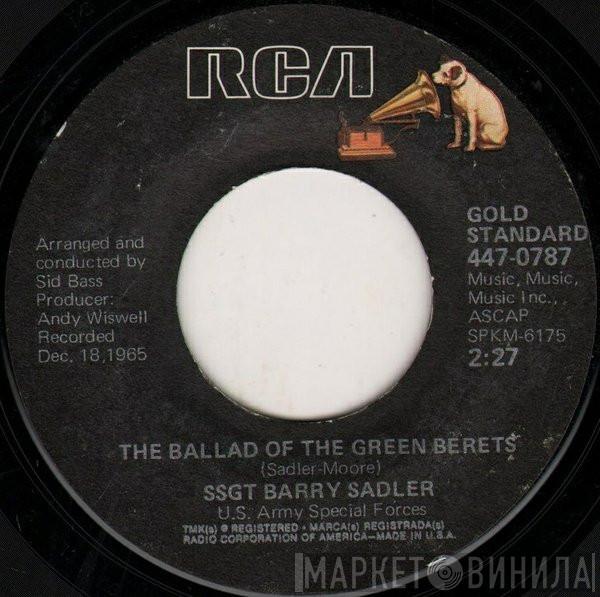 RCA
Arranged and
conducted by
Sid Bass
Producer:
Andy Wiswell
Recorded
Dec. 18,1965
GOLD
STANDARD
447-0787
Music, Music,
Music Inc.,
ASCAP
SPKM-6175
2:27
THE BALLAD OF THE GREEN BERETS
(Sadler-Moore)
SSGT BARRY SADLER
U.S. Army Special Forces
TMK(s) ® REGISTERED • MARCA(s) REGISTRADA(s)
RADIO CORPORATION OF AMERICA—MADE IN U.S.A.
МАРКЕТ ВИНИЛА